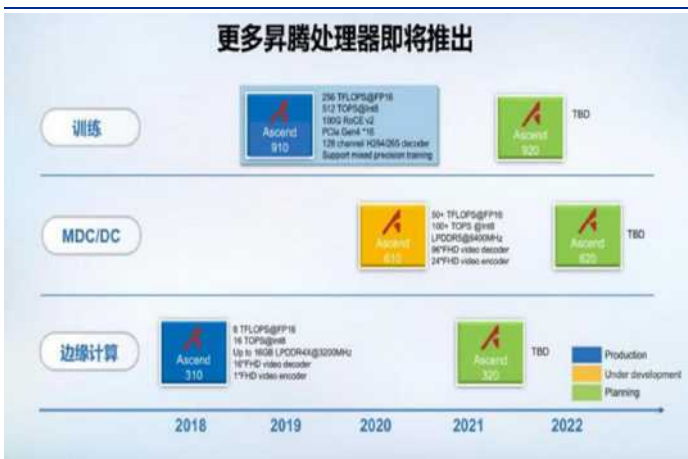 更多昇腾处理器即将推出
训练
Ascend
910
256 TFLOPS@FP16
512 TOPS@Int8
100G RoCE v2
PCIe Gen4 *16
128 channel H264/265 decoder
Support mixed precision training
Ascend
920
TBD
MDC/DC
Ascend
610
50+ TFLOPS@FP16
100+ TOPS @Int8
LPDDR5@6400MHz
96*FHD video decoder
24*FHD video encoder
Ascend
620
TBD
边缘计算
Ascend
310
8 TFLOPS@FP16
16 TOPS@Int8
Up to 16GB LPDDR4X@3200MHz
16*FHD video decoder
1*FHD video encoder
Ascend
320
TBD
Production
Under development
Planning
2018
2019
2020
2021
2022